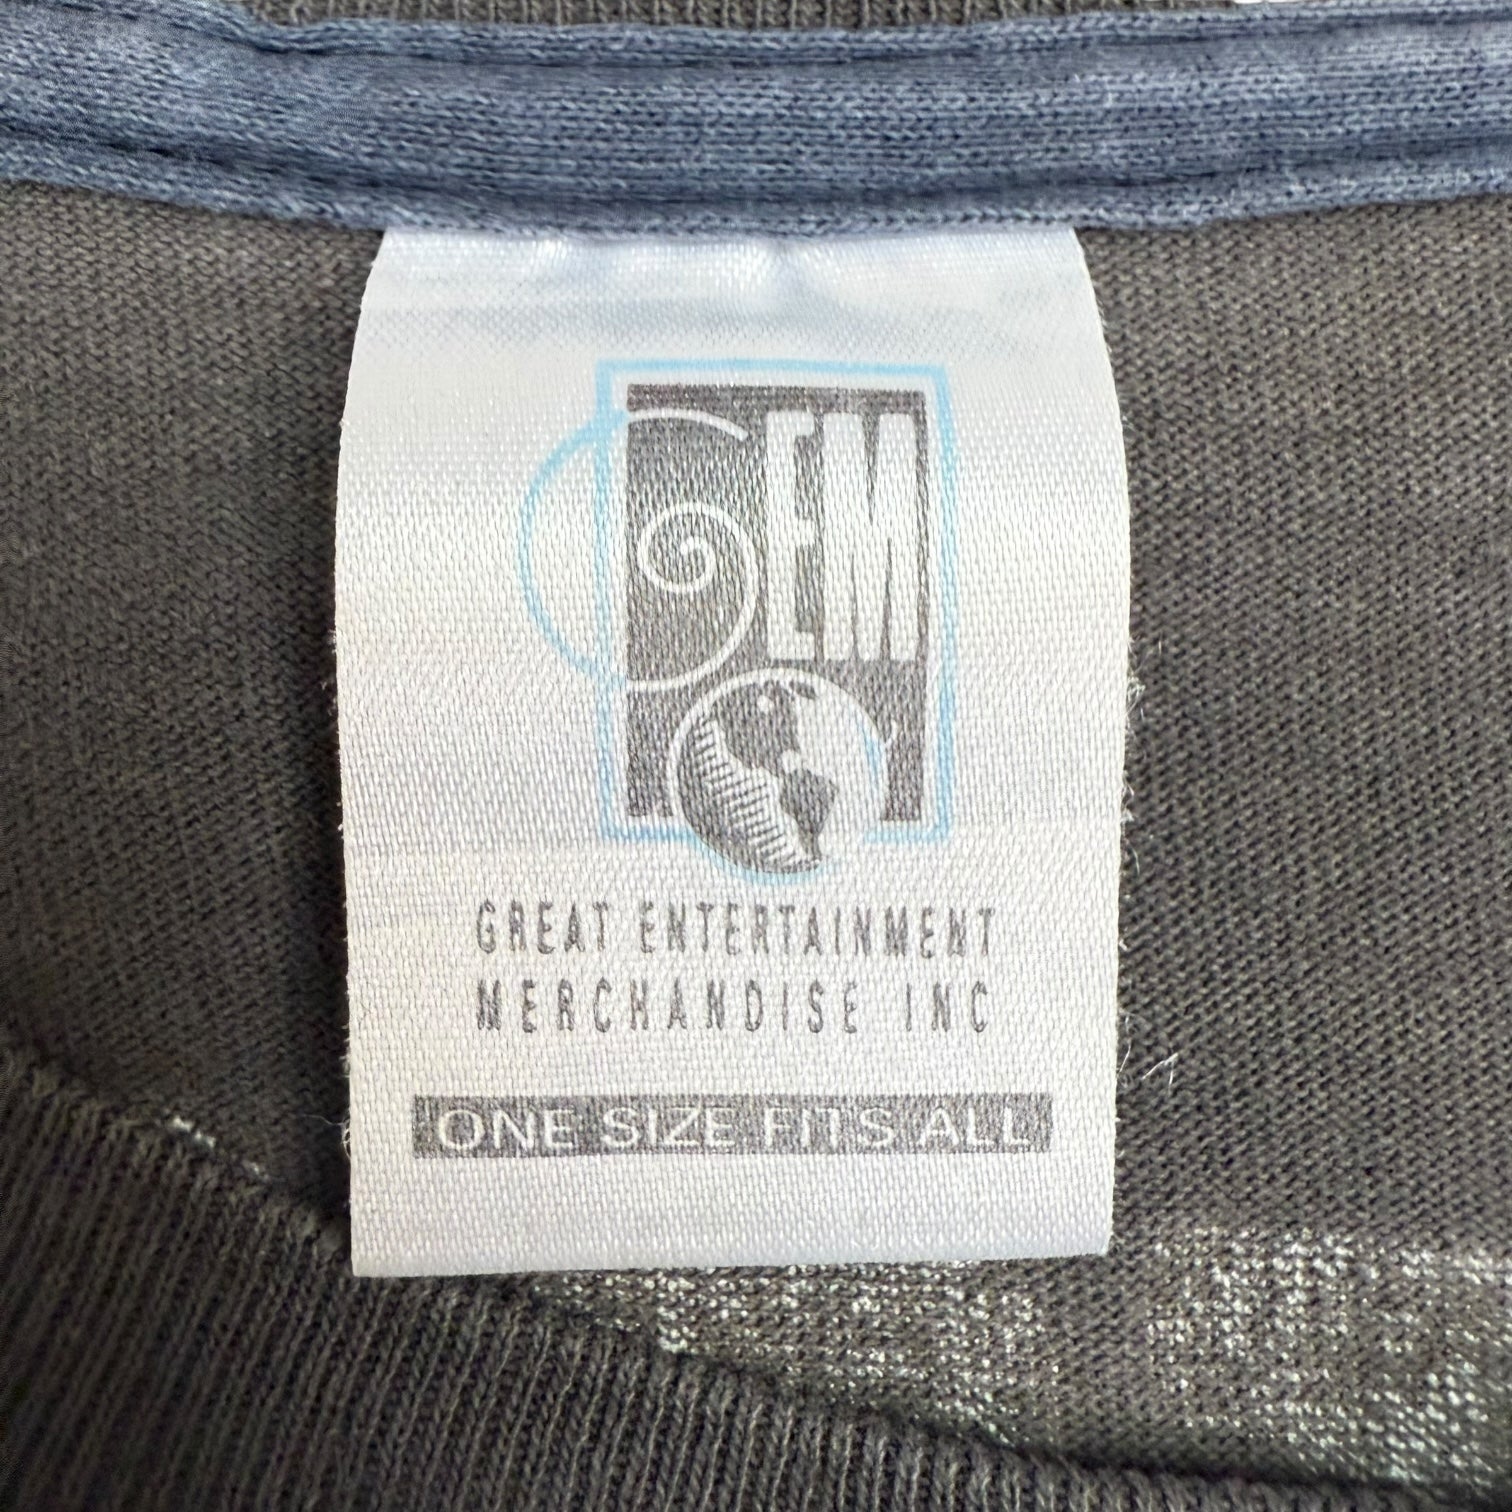 GEM
GREAT ENTERTAINMENT
MERCHANDISE INC
ONE SIZE FITS ALL